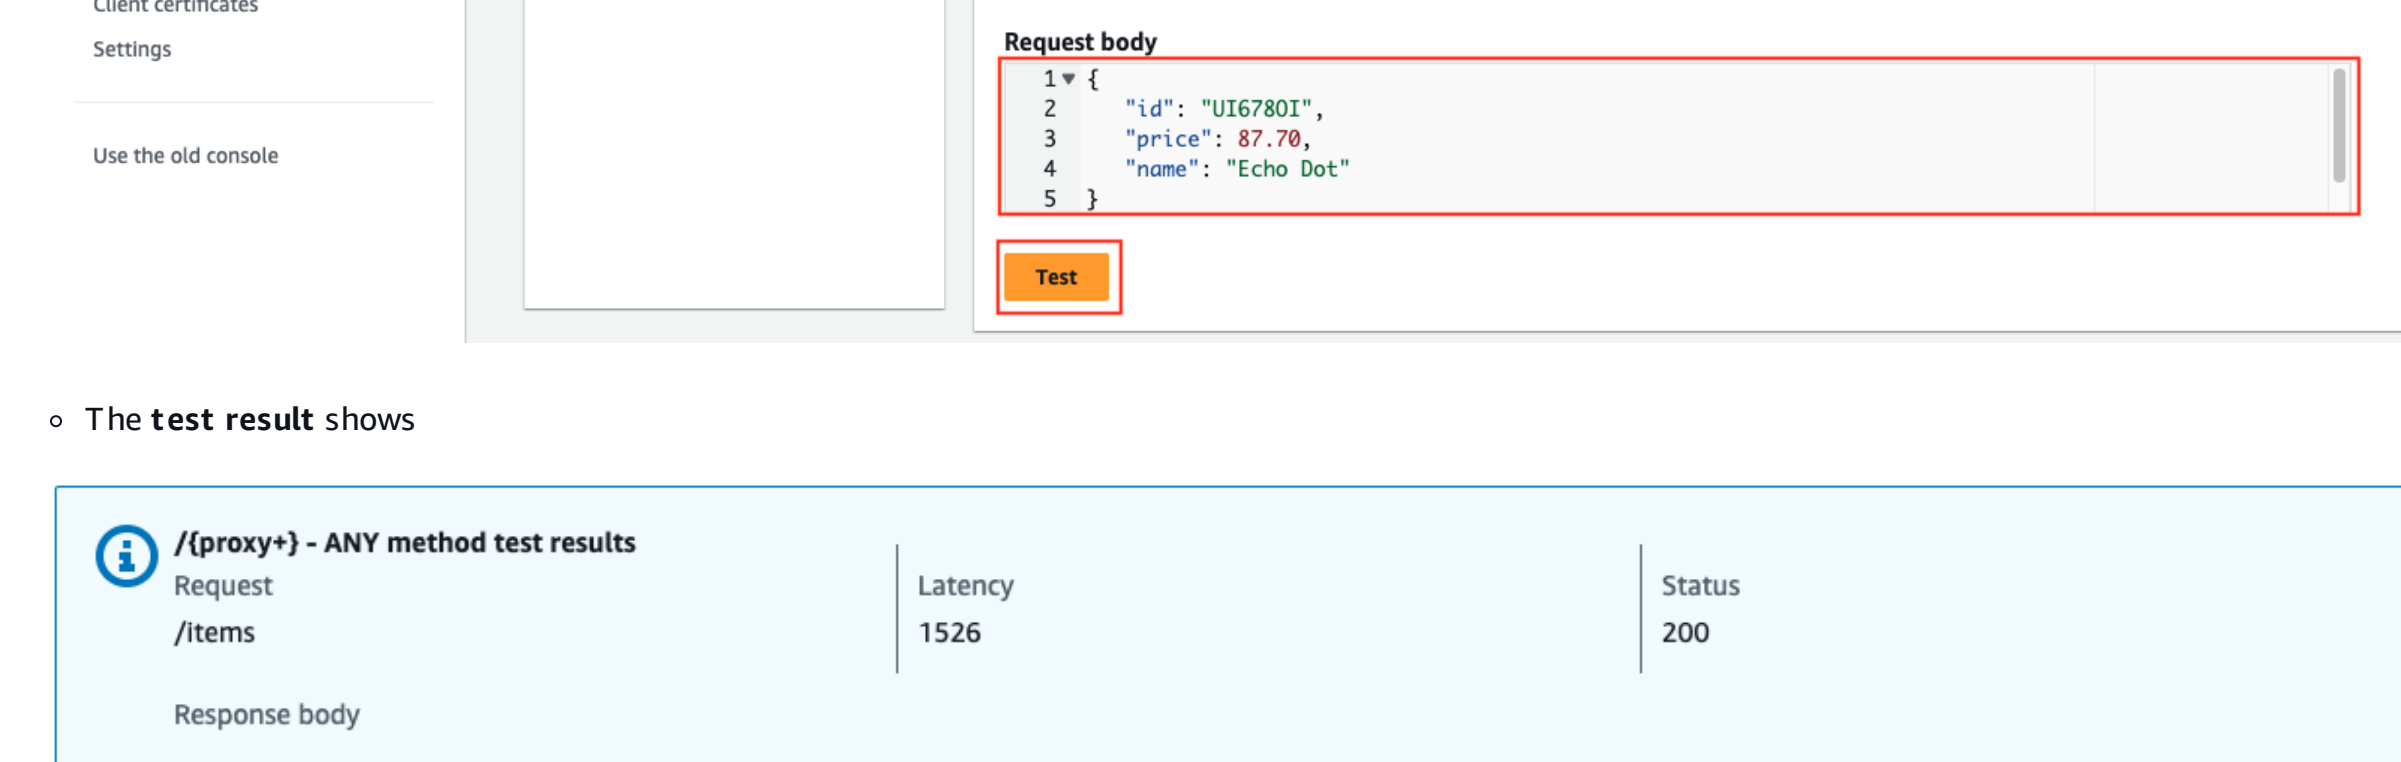 Client certificates
Settings
Use the old console
Request body
1 {
2 "id": "UI678OI",
3 "price": 87.70,
4 "name": "Echo Dot"
5 }
Test
The test result shows
/{proxy+} - ANY method test results
Request
/items
Latency
1526
Status
200
Response body